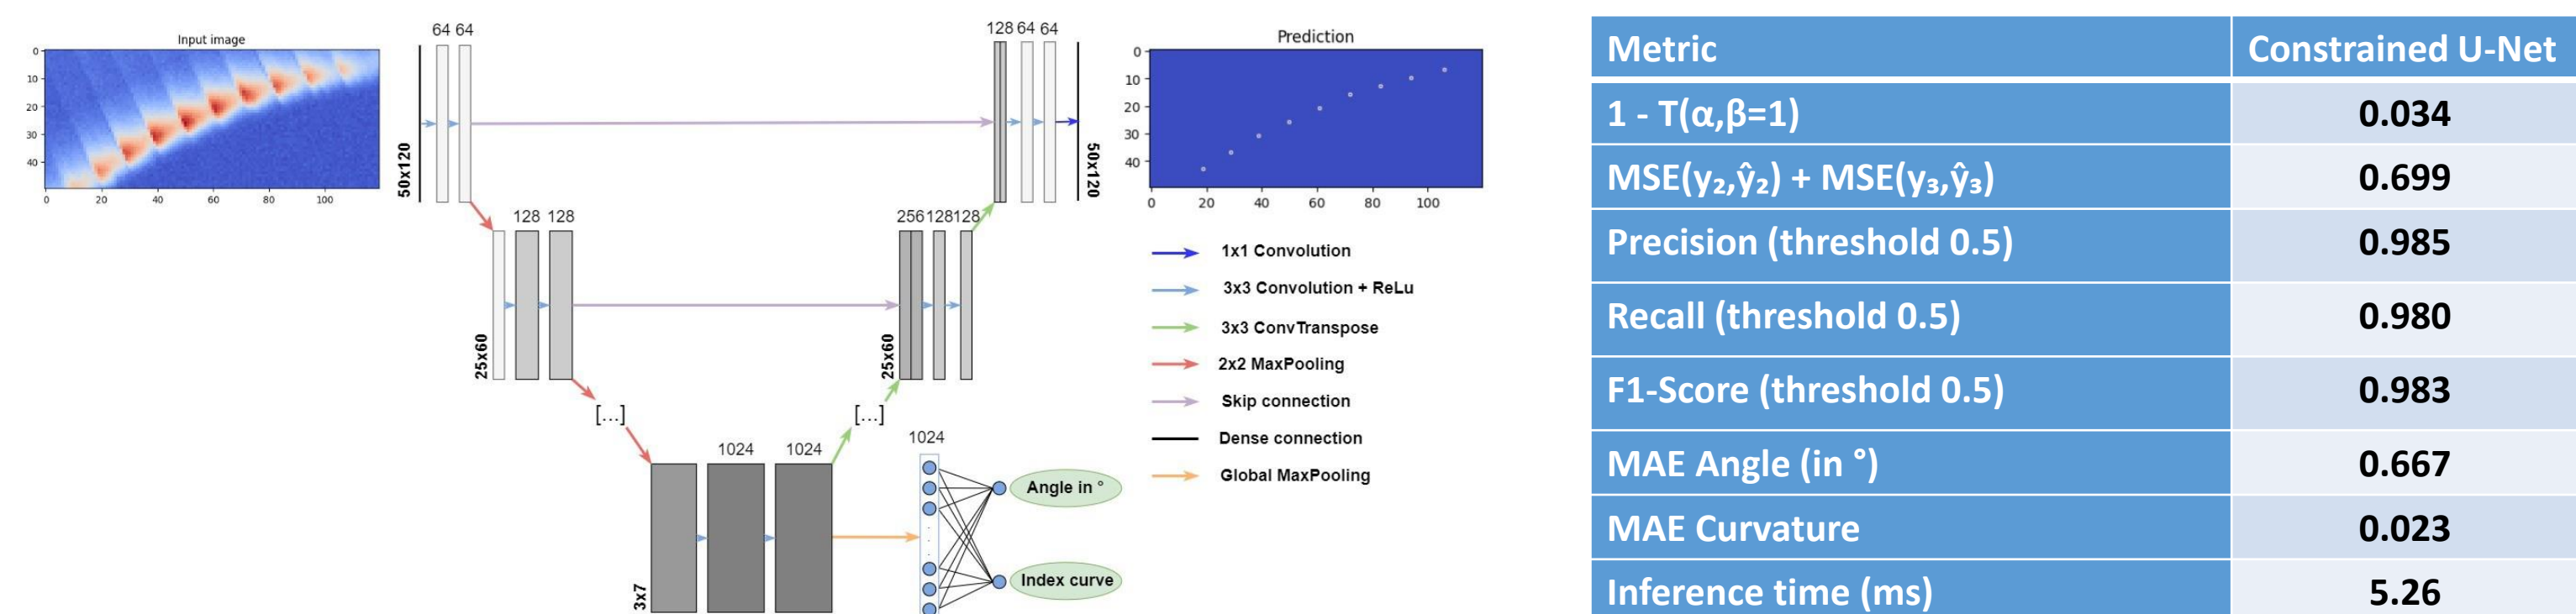 Input image
0
10
20
30
40
0 20 40 60 80 100
64 64
50x120
128 128
25x60
[...]
1024 1024
3x7
[...]
256 128 128
25x60
128 64 64
50x120
1024
Angle in °
Index curve
Prediction
0
10
20
30
40
0 20 40 60 80 100
1x1 Convolution
3x3 Convolution + ReLu
3x3 ConvTranspose
2x2 MaxPooling
Skip connection
Dense connection
Global MaxPooling
Metric Constrained U-Net
1 - T(α,β=1) 0.034
MSE(y₂,ŷ₂) + MSE(y₃,ŷ₃) 0.699
Precision (threshold 0.5) 0.985
Recall (threshold 0.5) 0.980
F1-Score (threshold 0.5) 0.983
MAE Angle (in °) 0.667
MAE Curvature 0.023
Inference time (ms) 5.26